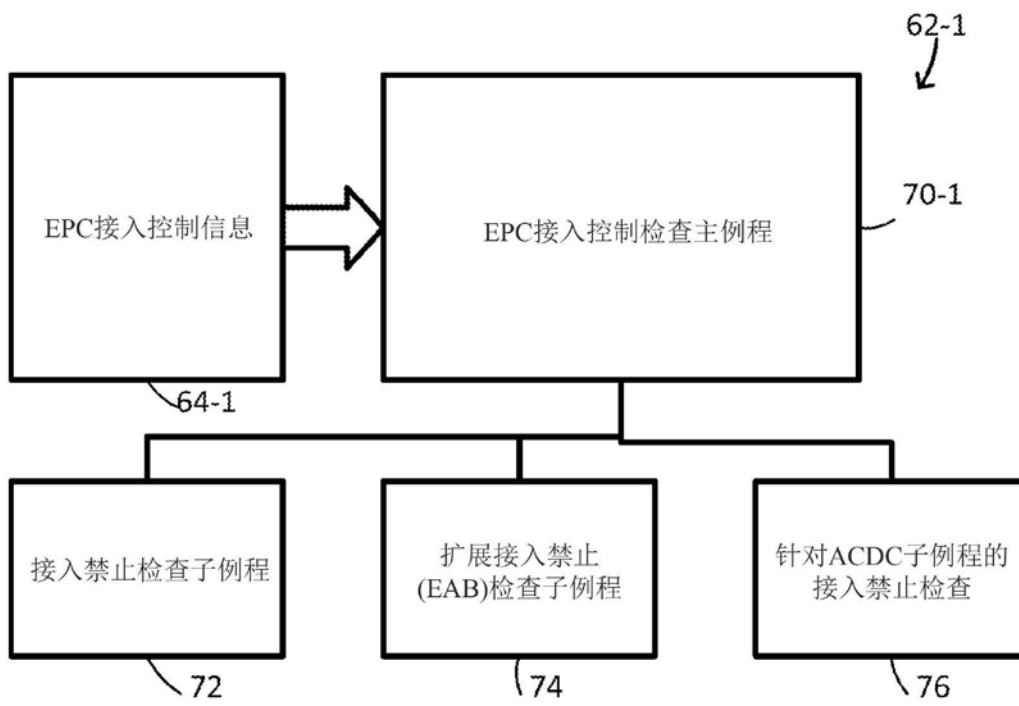 62-1
EPC接入控制信息
EPC接入控制检查主例程
70-1
64-1
接入禁止检查子例程
扩展接入禁止
(EAB)检查子例程
针对ACDC子例程的
接入禁止检查
72
74
76